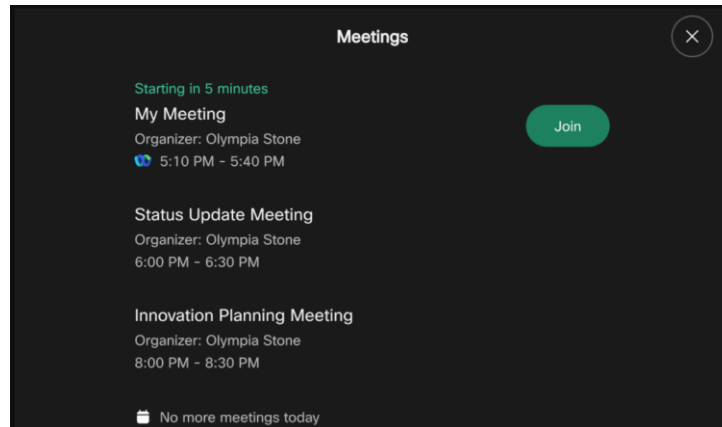 Meetings
Starting in 5 minutes
My Meeting
Organizer: Olympia Stone
Join
5:10 PM - 5:40 PM
Status Update Meeting
Organizer: Olympia Stone
6:00 PM - 6:30 PM
Innovation Planning Meeting
Organizer: Olympia Stone
8:00 PM - 8:30 PM
No more meetings today